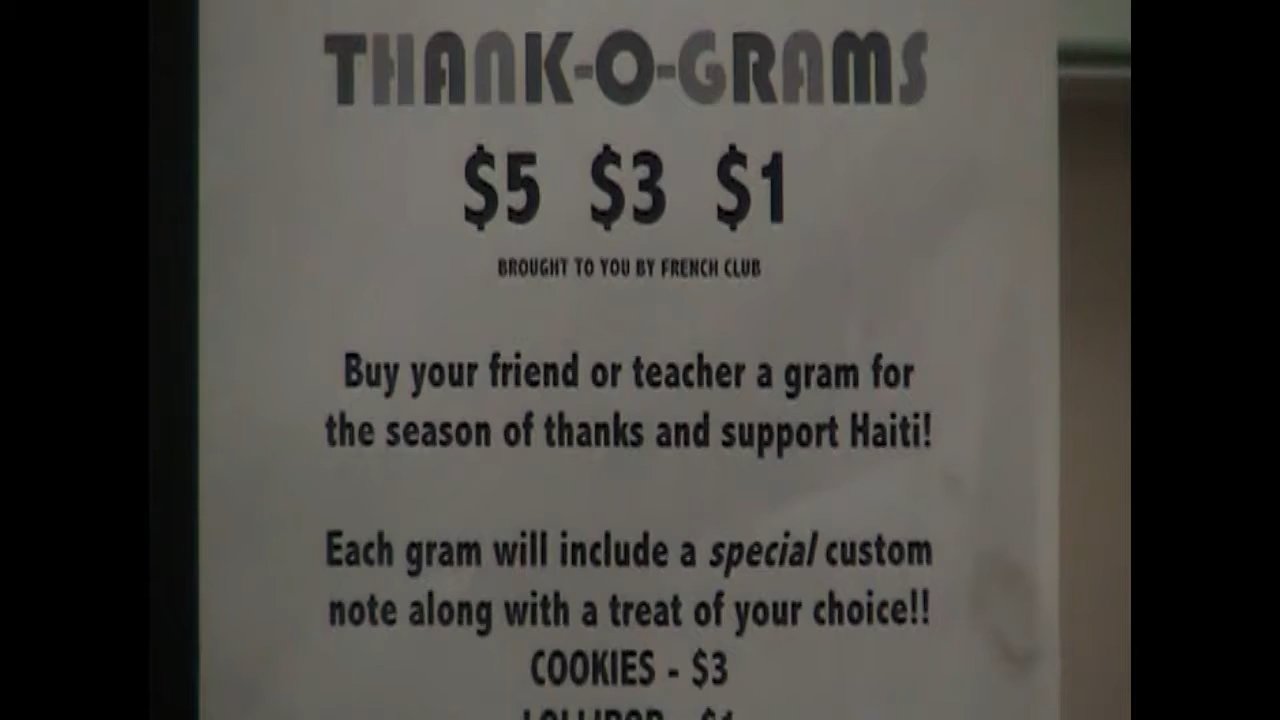 THANK-O-GRAMS
$5 $3 $1
BROUGHT TO YOU BY FRENCH CLUB
Buy your friend or teacher a gram for
the season of thanks and support Haiti!
Each gram will include a special custom
note along with a treat of your choice!!
COOKIES - $3
LOLLIPOP - $1